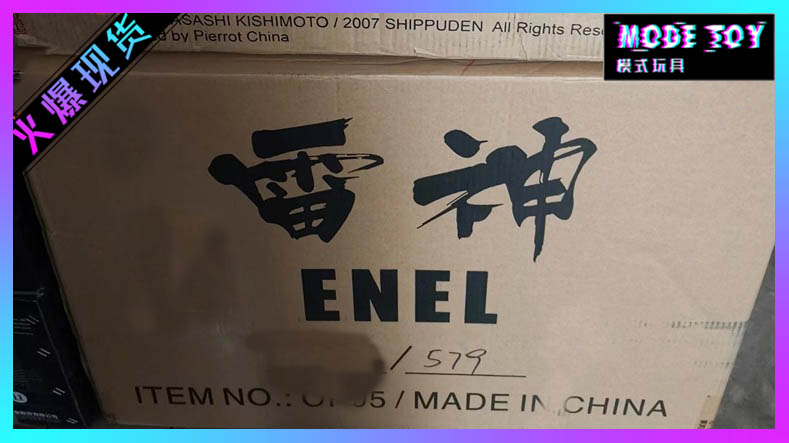 ASASHI KISHIMOTO / 2007 SHIPPUDEN All Rights Rese
d by Pierrot China
火爆现货
MODE TOY
模式玩具
雷神
ENEL
/ 579
ITEM NO.: / MADE IN CHINA